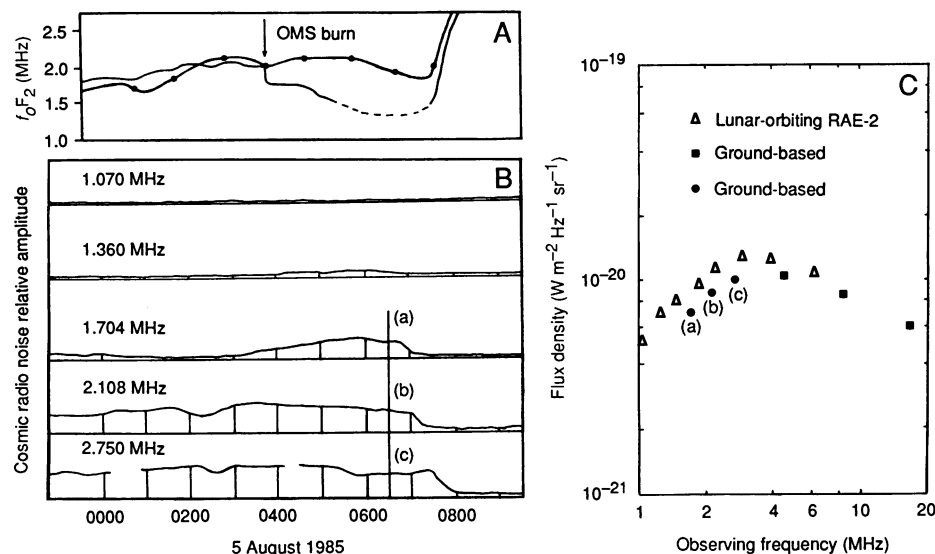 A
OMS burn
f₀F₂ (MHz)
2.5
2.0
1.5
1.0
B
Cosmic radio noise relative amplitude
1.070 MHz
1.360 MHz
1.704 MHz
(a)
2.108 MHz
(b)
2.750 MHz
(c)
0000 0200 0400 0600 0800
5 August 1985
C
Flux density (W m⁻² Hz⁻¹ sr⁻¹)
10⁻¹⁹
10⁻²⁰
10⁻²¹
Lunar-orbiting RAE-2
Ground-based
Ground-based
(a)
(b)
(c)
1 2 4 6 10 20
Observing frequency (MHz)